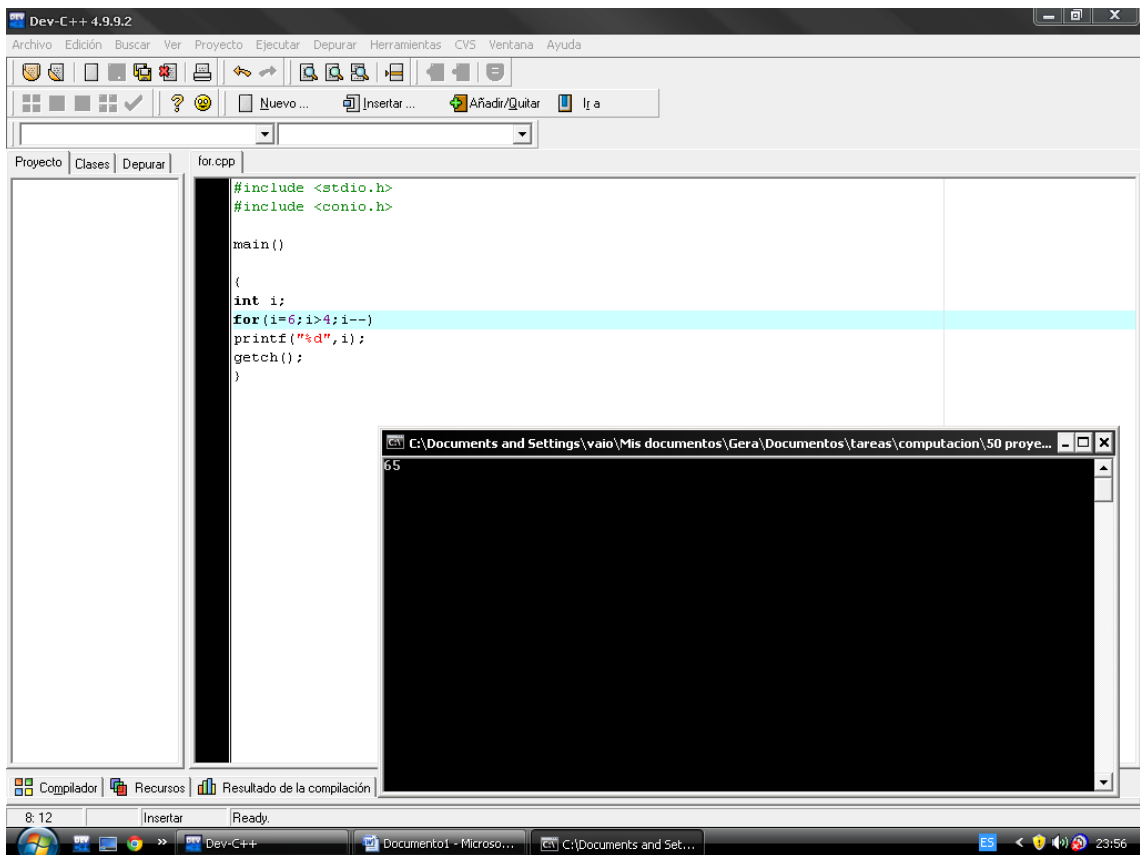 Dev-C++ 4.9.9.2
Archivo Edición Buscar Ver Proyecto Ejecutar Depurar Herramientas CVS Ventana Ayuda
Nuevo ... Insertar ... Añadir/Quitar Ir a
Proyecto Clases Depurar for.cpp
#include <stdio.h>
#include <conio.h>
main()
{
int i;
for(i=6;i>4;i--)
printf("%d",i);
getch();
}
C:\Documents and Settings\vaio\Mis documentos\Gera\Documentos\tareas\computacion\50 proye...
65
Compilador Recursos Resultado de la compilación
8: 12 Insertar Ready.
Dev-C++ Documento1 - Microso... C:\Documents and Set... ES 23:56